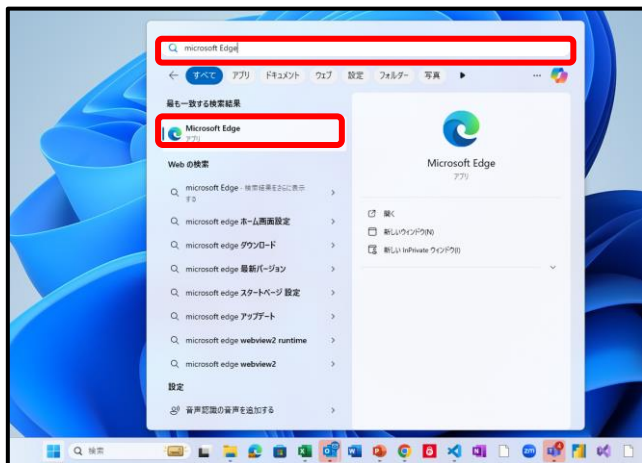 microsoft Edge
すべて アプリ ドキュメント ウェブ 設定 フォルダー 写真
最も一致する検索結果
Microsoft Edge
アプリ
Microsoft Edge
アプリ
Web の検索
microsoft Edge - 検索結果をさらに表示
する
開く
microsoft edge ホーム画面設定
新しいウィンドウ(N)
microsoft edge ダウンロード
新しい InPrivate ウィンドウ(I)
microsoft edge 最新バージョン
microsoft edge スタートページ 設定
microsoft edge アップデート
microsoft edge webview2 runtime
microsoft edge webview2
設定
音声認識の音声を追加する
検索